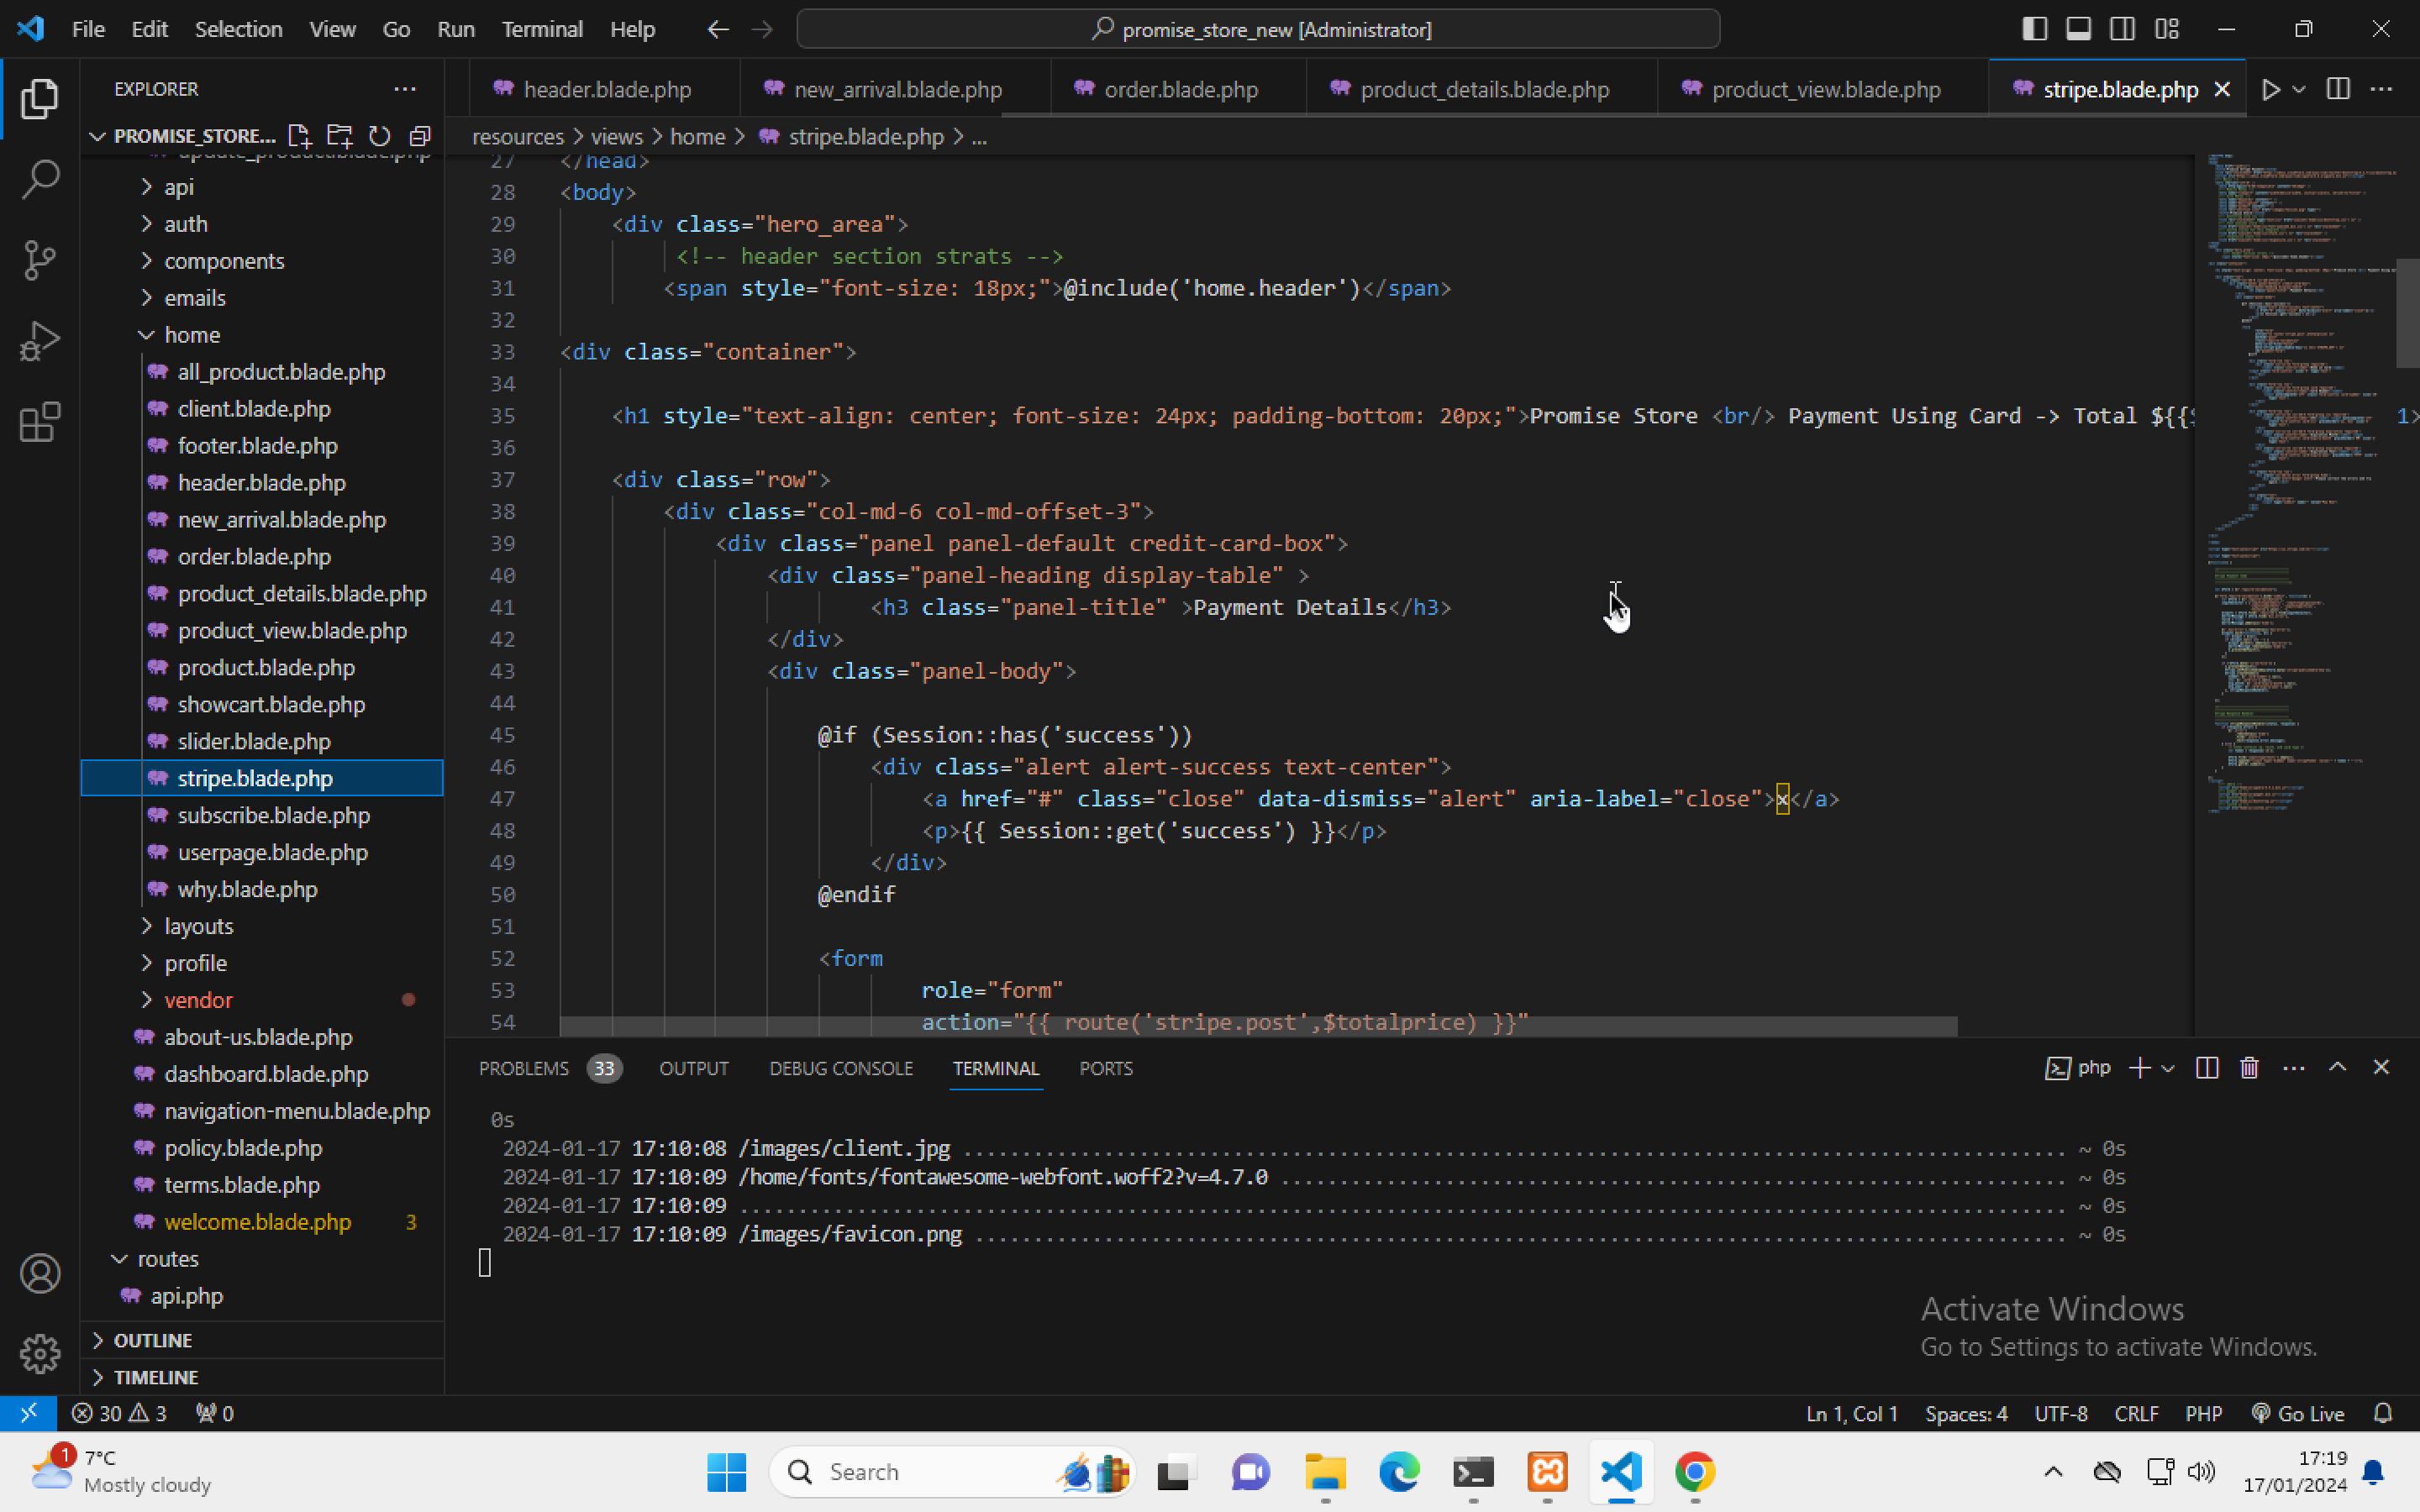 File Edit Selection View Go Run Terminal Help
promise_store_new [Administrator]
EXPLORER
header.blade.php new_arrival.blade.php order.blade.php product_details.blade.php product_view.blade.php stripe.blade.php
PROMISE_STORE...
resources > views > home > stripe.blade.php > ...
update_product.blade.php
api
auth
components
emails
home
all_product.blade.php
client.blade.php
footer.blade.php
header.blade.php
new_arrival.blade.php
order.blade.php
product_details.blade.php
product_view.blade.php
product.blade.php
showcart.blade.php
slider.blade.php
stripe.blade.php
subscribe.blade.php
userpage.blade.php
why.blade.php
layouts
profile
vendor
about-us.blade.php
dashboard.blade.php
navigation-menu.blade.php
policy.blade.php
terms.blade.php
welcome.blade.php 3
routes
api.php
OUTLINE
TIMELINE
27 </head>
28 <body>
29 <div class="hero_area">
30 <!-- header section strats -->
31 <span style="font-size: 18px;">@include('home.header')</span>
32
33 <div class="container">
34
35 <h1 style="text-align: center; font-size: 24px; padding-bottom: 20px;">Promise Store <br/> Payment Using Card -> Total ${{
36
37 <div class="row">
38 <div class="col-md-6 col-md-offset-3">
39 <div class="panel panel-default credit-card-box">
40 <div class="panel-heading display-table" >
41 <h3 class="panel-title" >Payment Details</h3>
42 </div>
43 <div class="panel-body">
44
45 @if (Session::has('success'))
46 <div class="alert alert-success text-center">
47 <a href="#" class="close" data-dismiss="alert" aria-label="close">×</a>
48 <p>{{ Session::get('success') }}</p>
49 </div>
50 @endif
51
52 <form
53 role="form"
54 action="{{ route('stripe.post',$totalprice) }}"
PROBLEMS 33 OUTPUT DEBUG CONSOLE TERMINAL PORTS
php
0s
2024-01-17 17:10:08 /images/client.jpg ........ ~ 0s
2024-01-17 17:10:09 /home/fonts/fontawesome-webfont.woff2?v=4.7.0 ........ ~ 0s
2024-01-17 17:10:09 ........ ~ 0s
2024-01-17 17:10:09 /images/favicon.png ........ ~ 0s
Activate Windows
Go to Settings to activate Windows.
30 3 0
Ln 1, Col 1 Spaces: 4 UTF-8 CRLF PHP Go Live
1 7°C
Mostly cloudy
Search
17:19
17/01/2024